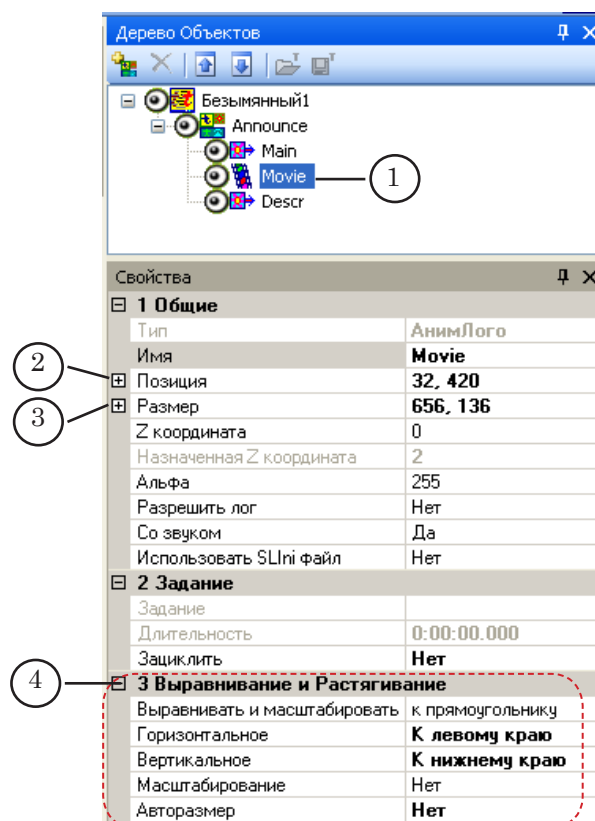 Дерево Объектов
Безымянный1
Announce
Main
Movie
1
Descr
Свойства
1 Общие
Тип АнимЛого
Имя Movie
2
Позиция 32, 420
3
Размер 656, 136
Z координата 0
Назначенная Z координата 2
Альфа 255
Разрешить лог Нет
Со звуком Да
Использовать SLIni файл Нет
2 Задание
Задание
Длительность 0:00:00.000
Зациклить Нет
4
3 Выравнивание и Растягивание
Выравнивать и масштабировать к прямоугольнику
Горизонтальное К левому краю
Вертикальное К нижнему краю
Масштабирование Нет
Авторазмер Нет